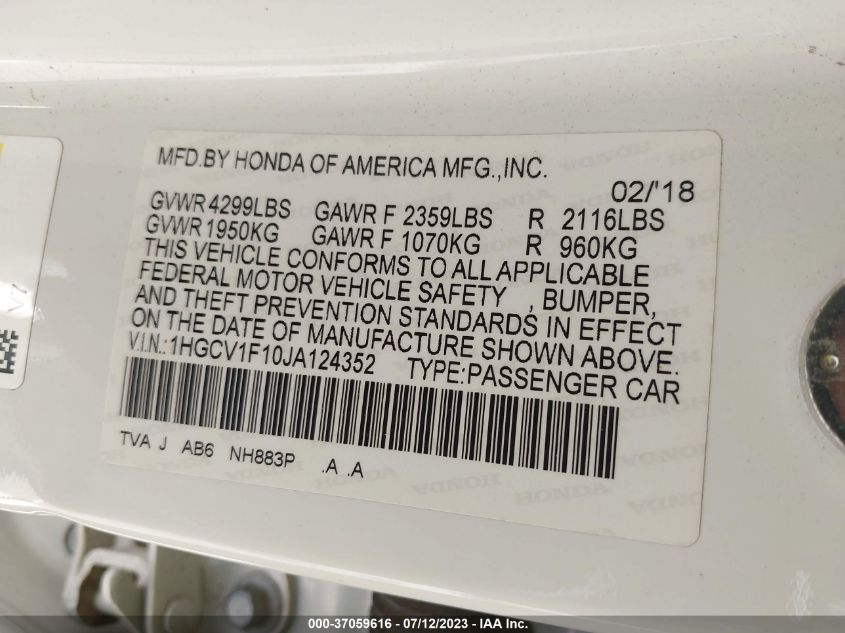 MFD.BY HONDA OF AMERICA MFG.,INC.
02/'18
GVWR 4299LBS GAWR F 2359LBS R 2116LBS
GVWR 1950KG GAWR F 1070KG R 960KG
THIS VEHICLE CONFORMS TO ALL APPLICABLE
FEDERAL MOTOR VEHICLE SAFETY , BUMPER,
AND THEFT PREVENTION STANDARDS IN EFFECT
ON THE DATE OF MANUFACTURE SHOWN ABOVE.
V.I.N.:1HGCV1F10JA124352 TYPE:PASSENGER CAR
TVA J AB6 NH883P .A .A
HONDA HONDA
000-37059616 - 07/12/2023 - © IAA, Inc.